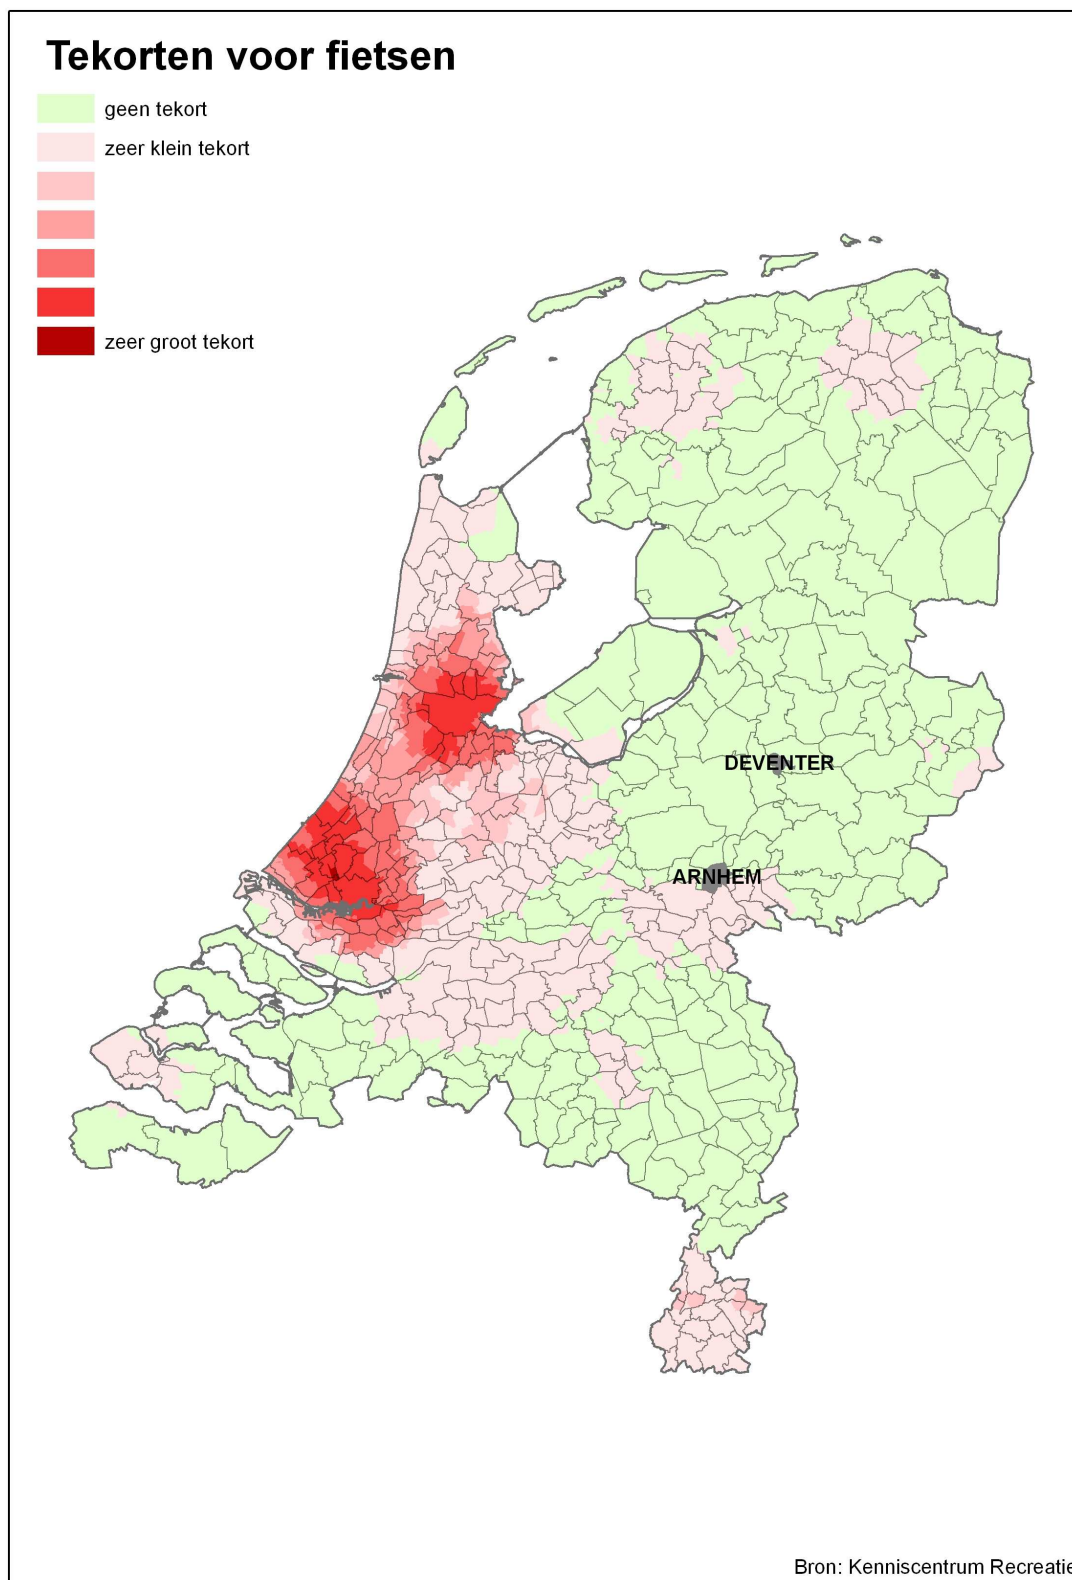 Tekorten voor fietsen
geen tekort
zeer klein tekort
zeer groot tekort
DEVENTER
ARNHEM
Bron: Kenniscentrum Recreatie